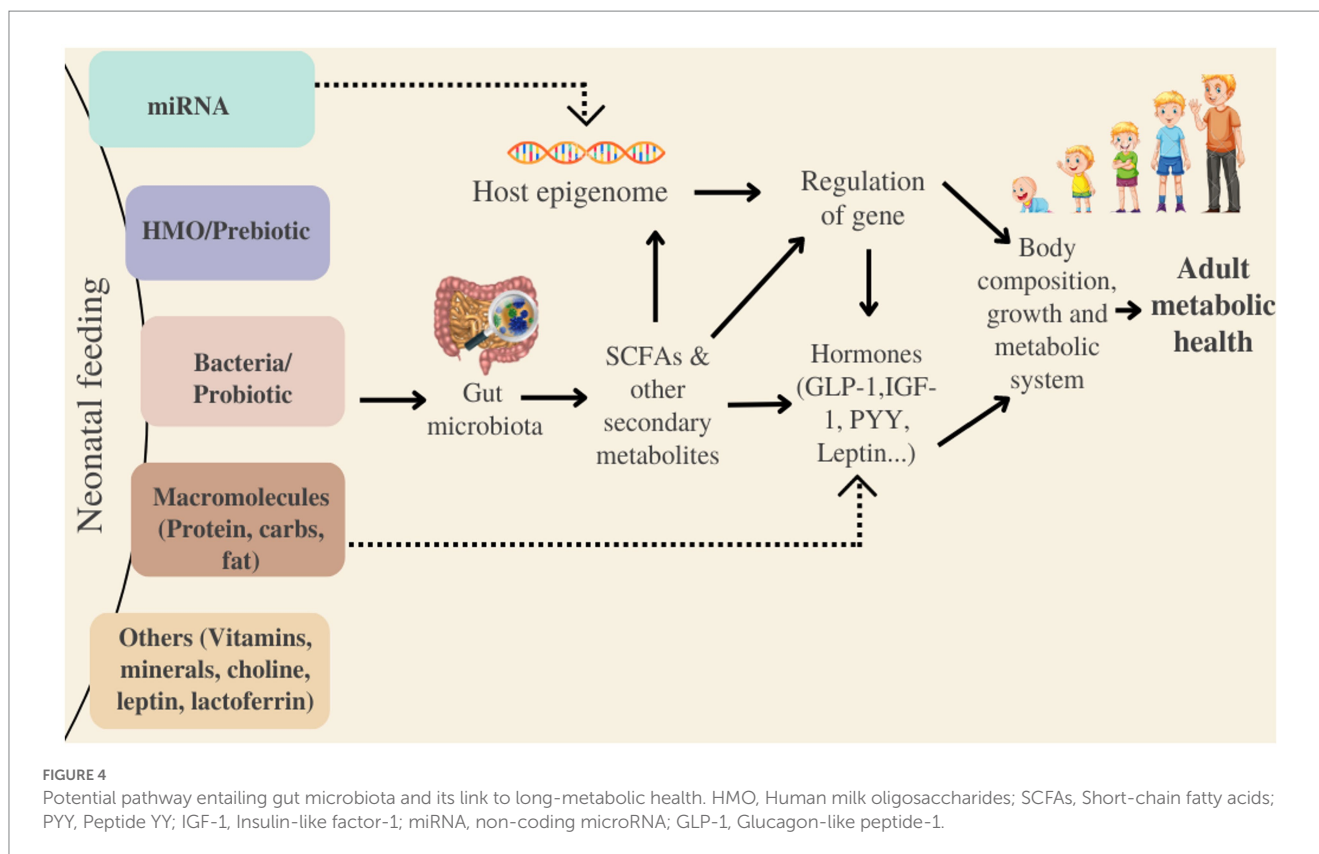 Neonatal feeding
miRNA
HMO/Prebiotic
Bacteria/
Probiotic
Macromolecules
(Protein, carbs,
fat)
Others (Vitamins,
minerals, choline,
leptin, lactoferrin)
Gut
microbiota
Host epigenome
SCFAs &
other
secondary
metabolites
Regulation
of gene
Hormones
(GLP-1,IGF-
1, PYY,
Leptin...)
Body
composition,
growth and
metabolic
system
Adult
metabolic
health
FIGURE 4
Potential pathway entailing gut microbiota and its link to long-metabolic health. HMO, Human milk oligosaccharides; SCFAs, Short-chain fatty acids;
PYY, Peptide YY; IGF-1, Insulin-like factor-1; miRNA, non-coding microRNA; GLP-1, Glucagon-like peptide-1.